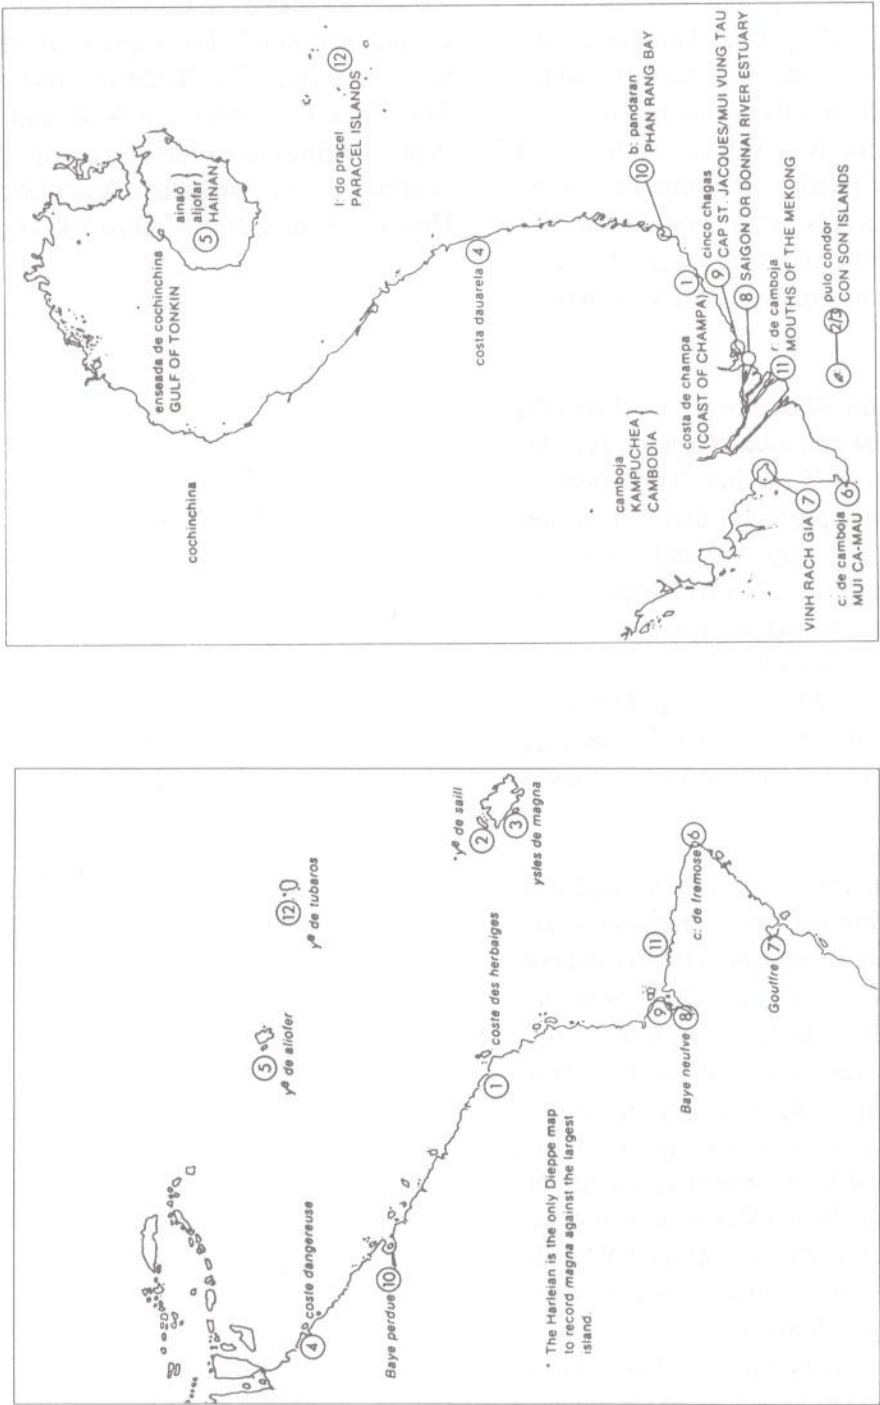 enseada de cochinchina
GULF OF TONKIN
ainaõ
aljofar
5
HAINAN
12
I: do pracel
PARACEL ISLANDS
cochinchina
4
costa dauarela
10
b: pandaran
PHAN RANG BAY
1
costa de champa
(COAST OF CHAMPA)
cinco chagas
9
CAP ST. JACQUES/MUI VUNG TAU
8
SAIGON OR DONNAI RIVER ESTUARY
r: de camboja
11
MOUTHS OF THE MEKONG
2/3
pulo condor
CON SON ISLANDS
camboja
KAMPUCHEA
CAMBODIA
VINH RACH GIA
7
c: de camboja
6
MUI CA-MAU
5
yᵉ de aliofer
12
yᵉ de tubaros
*yᵉ de saill
2
3
ysles de magna
4
coste dangereuse
Baye perdue
10
1
coste des herbaiges
9
8
Baye neufve
11
c: de fremose
6
Gouffre
7
* The Harleian is the only Dieppe map
to record magna against the largest
island.